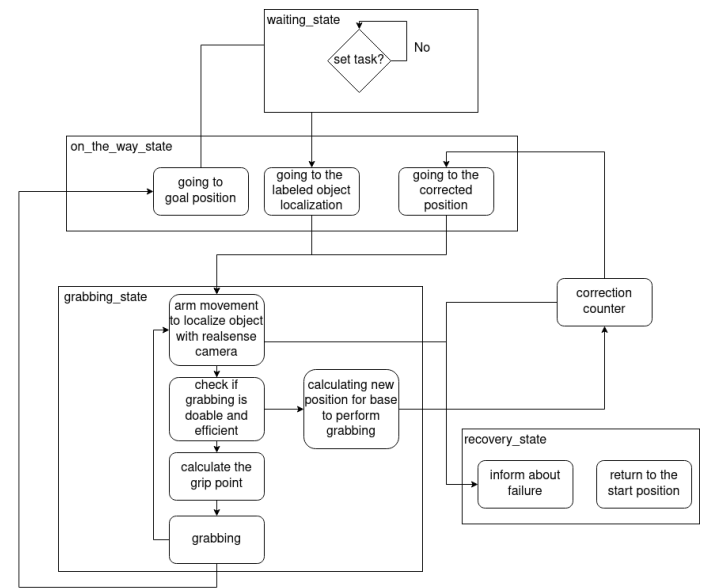 waiting_state
set task?
No
on_the_way_state
going to
goal position
going to the
labeled object
localization
going to the
corrected
position
grabbing_state
arm movement
to localize object
with realsense
camera
correction
counter
check if
grabbing is
doable and
efficient
calculating new
position for base
to perform
grabbing
recovery_state
calculate the
grip point
inform about
failure
return to the
start position
grabbing